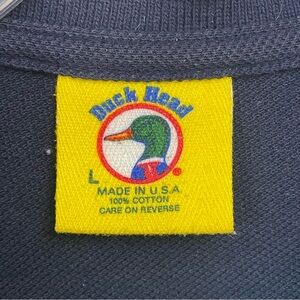 Duck Head
®
L
MADE IN U.S.A.
100% COTTON
CARE ON REVERSE